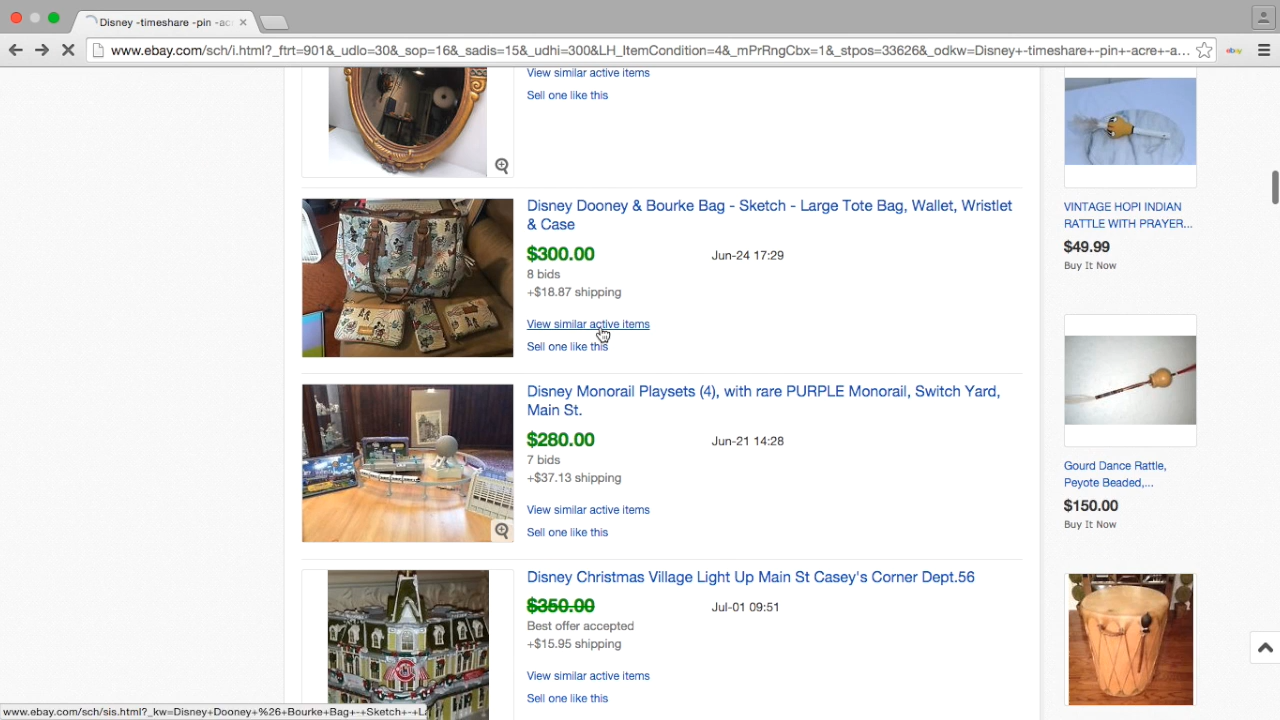 Disney -timeshare -pin -acr
www.ebay.com/sch/i.html?_ftrt=901&_udlo=30&_sop=16&_sadis=15&_udhi=300&LH_ItemCondition=4&_mPrRngCbx=1&_stpos=33626&_odkw=Disney+-timeshare+-pin+-acre+-a...
ebay
View similar active items
Sell one like this
Disney Dooney & Bourke Bag - Sketch - Large Tote Bag, Wallet, Wristlet
& Case
$300.00
Jun-24 17:29
8 bids
+$18.87 shipping
View similar active items
Sell one like this
Disney Monorail Playsets (4), with rare PURPLE Monorail, Switch Yard,
Main St.
$280.00
Jun-21 14:28
7 bids
+$37.13 shipping
View similar active items
Sell one like this
Disney Christmas Village Light Up Main St Casey's Corner Dept.56
$350.00
Jul-01 09:51
Best offer accepted
+$15.95 shipping
View similar active items
Sell one like this
VINTAGE HOPI INDIAN
RATTLE WITH PRAYER...
$49.99
Buy It Now
Gourd Dance Rattle,
Peyote Beaded,...
$150.00
Buy It Now
www.ebay.com/sch/sis.html?_kw=Disney+Dooney+%26+Bourke+Bag+-+Sketch+-+La